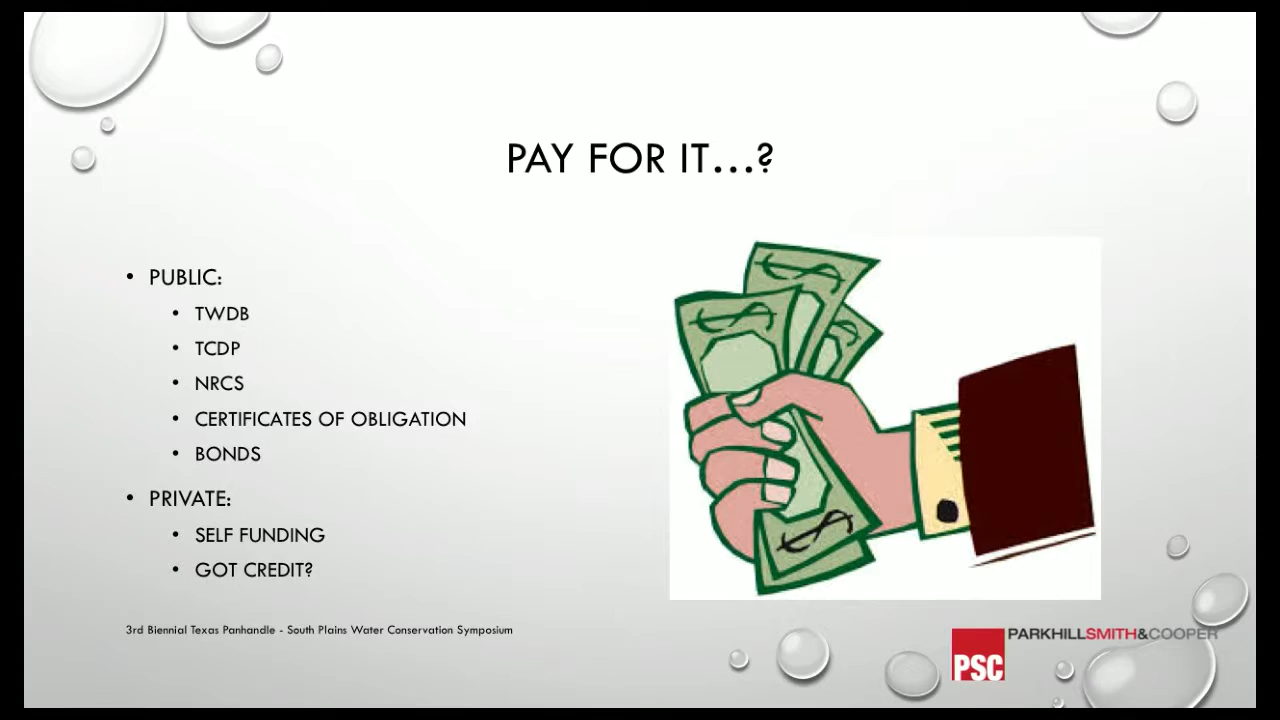 PAY FOR IT...?
• PUBLIC:
• TWDB
• TCDP
• NRCS
• CERTIFICATES OF OBLIGATION
• BONDS
• PRIVATE:
• SELF FUNDING
• GOT CREDIT?
3rd Biennial Texas Panhandle - South Plains Water Conservation Symposium
PARKHILLSMITH&COOPER
PSC